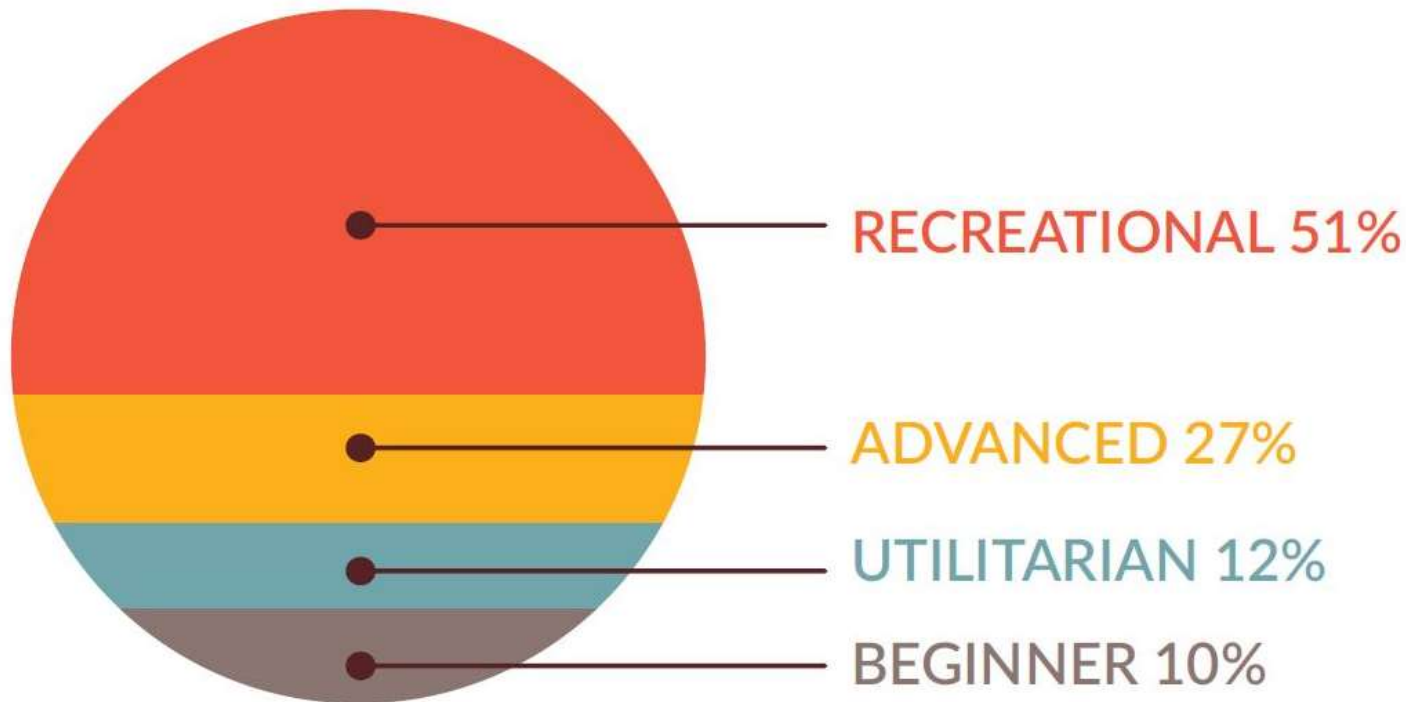 RECREATIONAL 51%
ADVANCED 27%
UTILITARIAN 12%
BEGINNER 10%